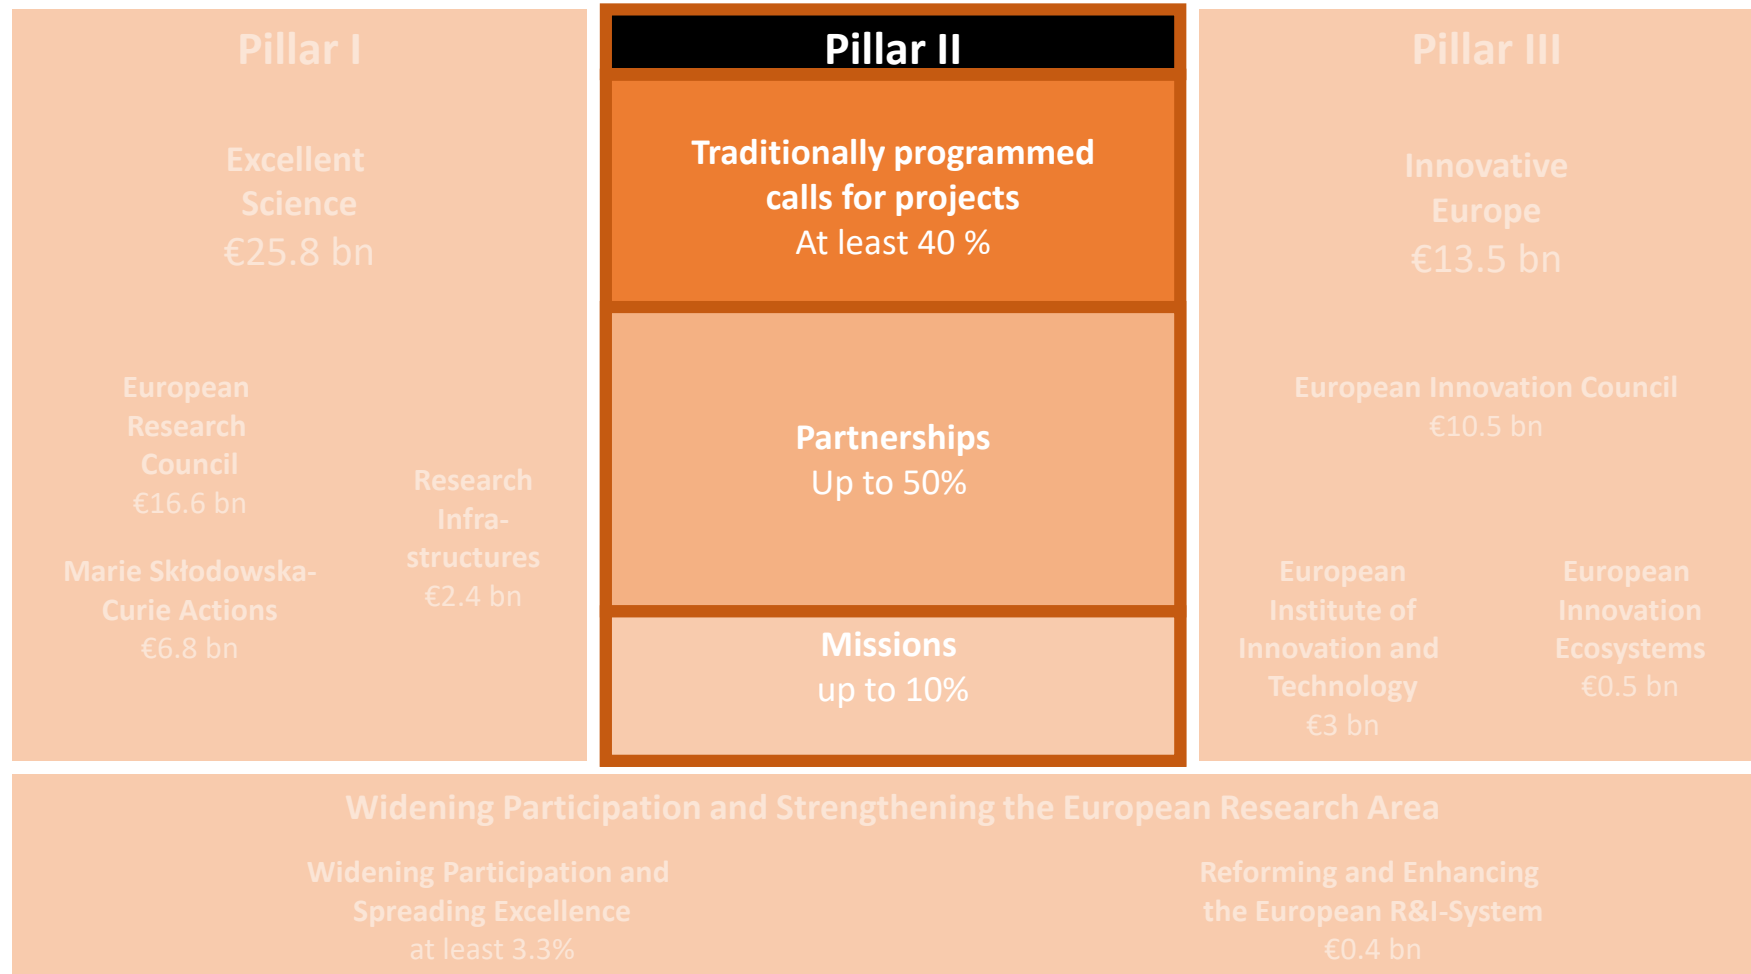 Pillar I
Excellent
Science
€25.8 bn
European
Research
Council
€16.6 bn
Marie Skłodowska-
Curie Actions
€6.8 bn
Research
Infra-
structures
€2.4 bn
Pillar II
Traditionally programmed
calls for projects
At least 40 %
Partnerships
Up to 50%
Missions
up to 10%
Pillar III
Innovative
Europe
€13.5 bn
European Innovation Council
€10.5 bn
European
Institute of
Innovation and
Technology
€3 bn
European
Innovation
Ecosystems
€0.5 bn
Widening Participation and Strengthening the European Research Area
Widening Participation and
Spreading Excellence
at least 3.3%
Reforming and Enhancing
the European R&I-System
€0.4 bn